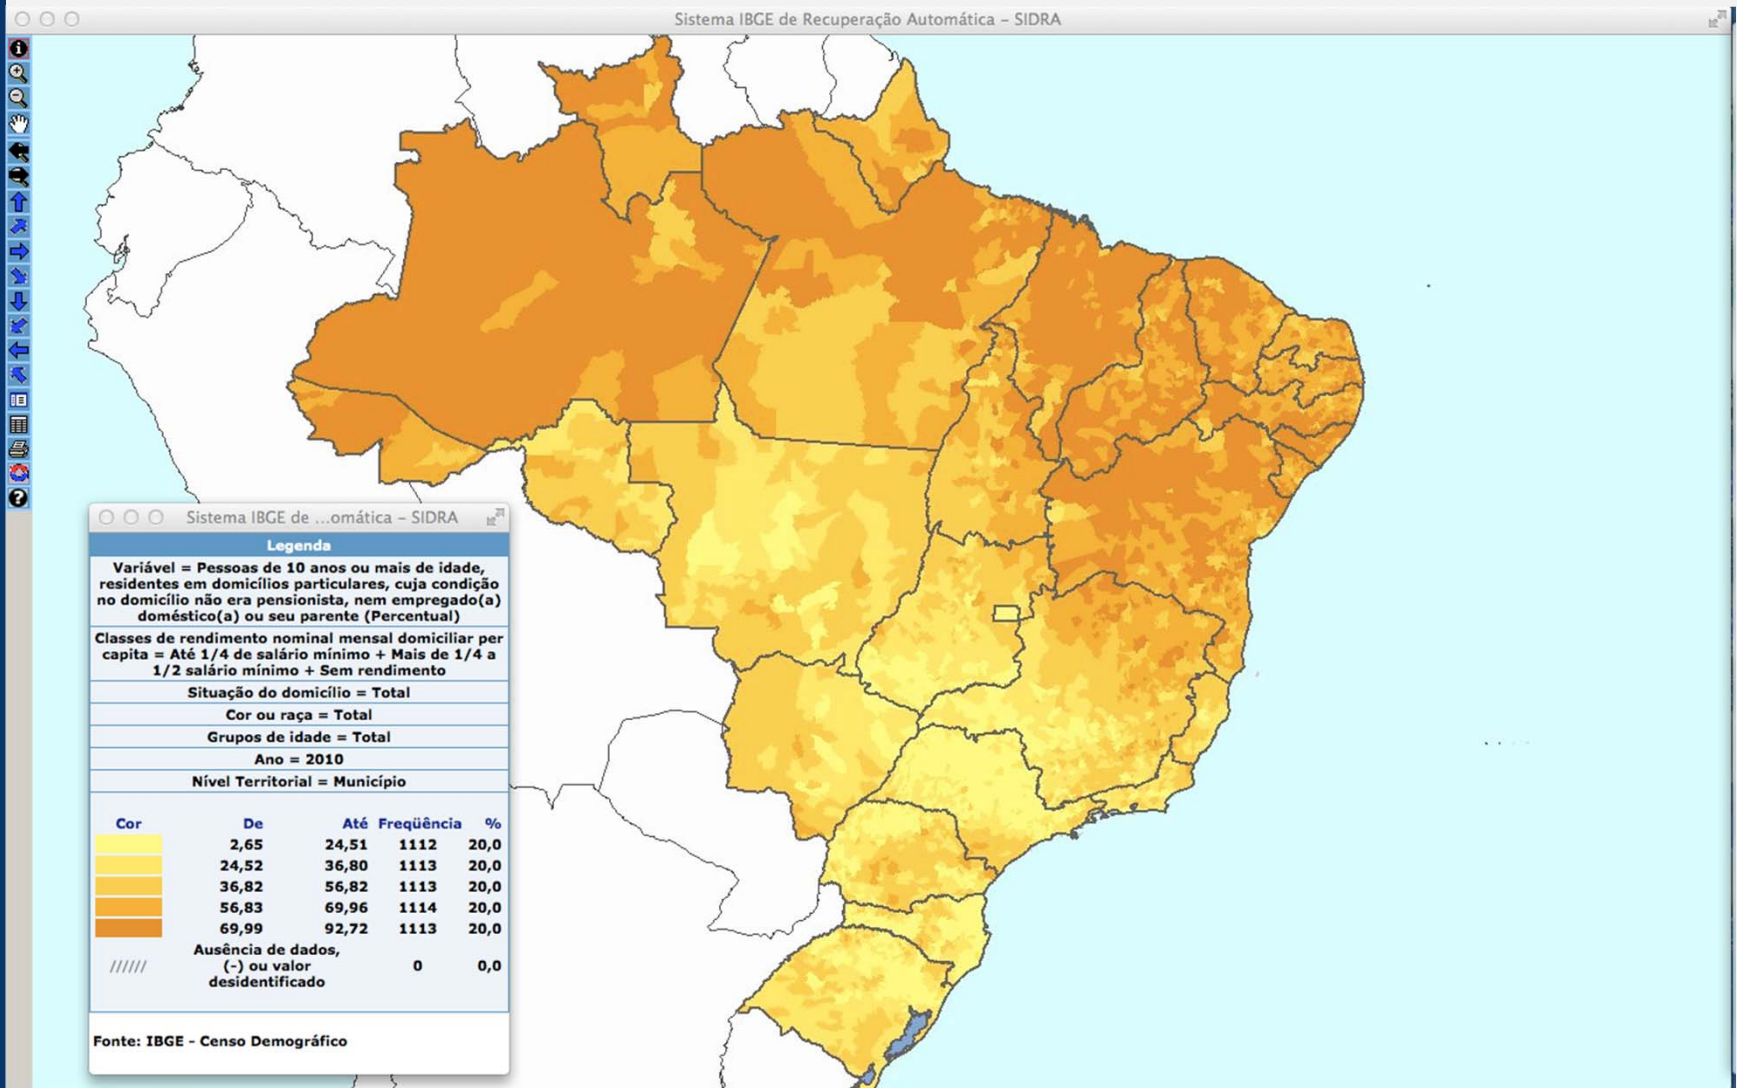 Sistema IBGE de Recuperação Automática – SIDRA
Sistema IBGE de ...omática – SIDRA
Legenda
Variável = Pessoas de 10 anos ou mais de idade,
residentes em domicílios particulares, cuja condição
no domicílio não era pensionista, nem empregado(a)
doméstico(a) ou seu parente (Percentual)
Classes de rendimento nominal mensal domiciliar per
capita = Até 1/4 de salário mínimo + Mais de 1/4 a
1/2 salário mínimo + Sem rendimento
Situação do domicílio = Total
Cor ou raça = Total
Grupos de idade = Total
Ano = 2010
Nível Territorial = Município
Cor De Até Freqüência %
2,65 24,51 1112 20,0
24,52 36,80 1113 20,0
36,82 56,82 1113 20,0
56,83 69,96 1114 20,0
69,99 92,72 1113 20,0
Ausência de dados,
////// (-) ou valor 0 0,0
desidentificado
Fonte: IBGE - Censo Demográfico